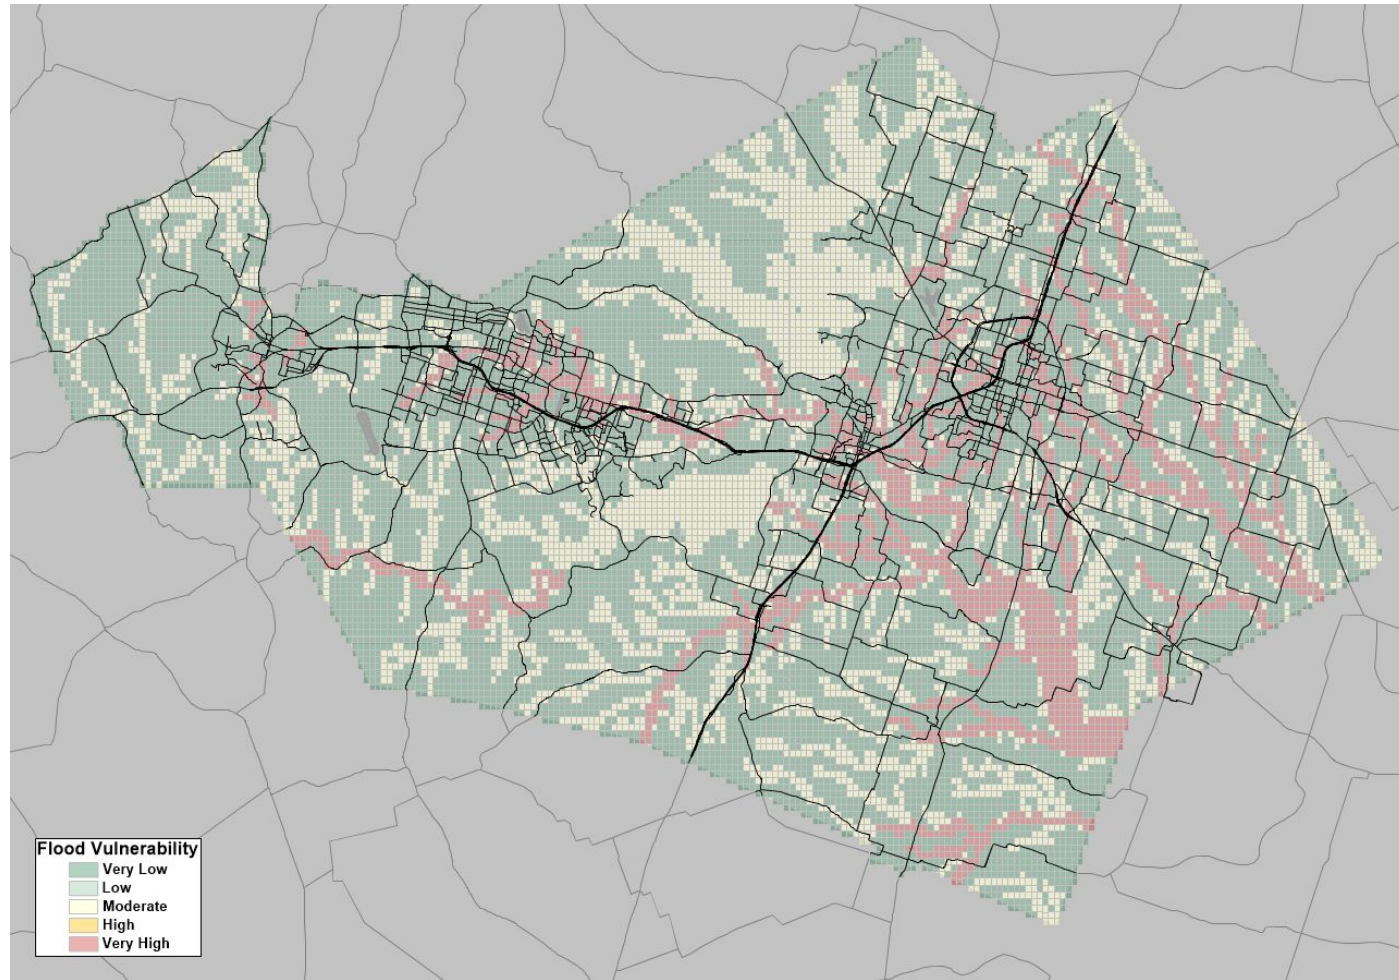 Flood Vulnerability
Very Low
Low
Moderate
High
Very High